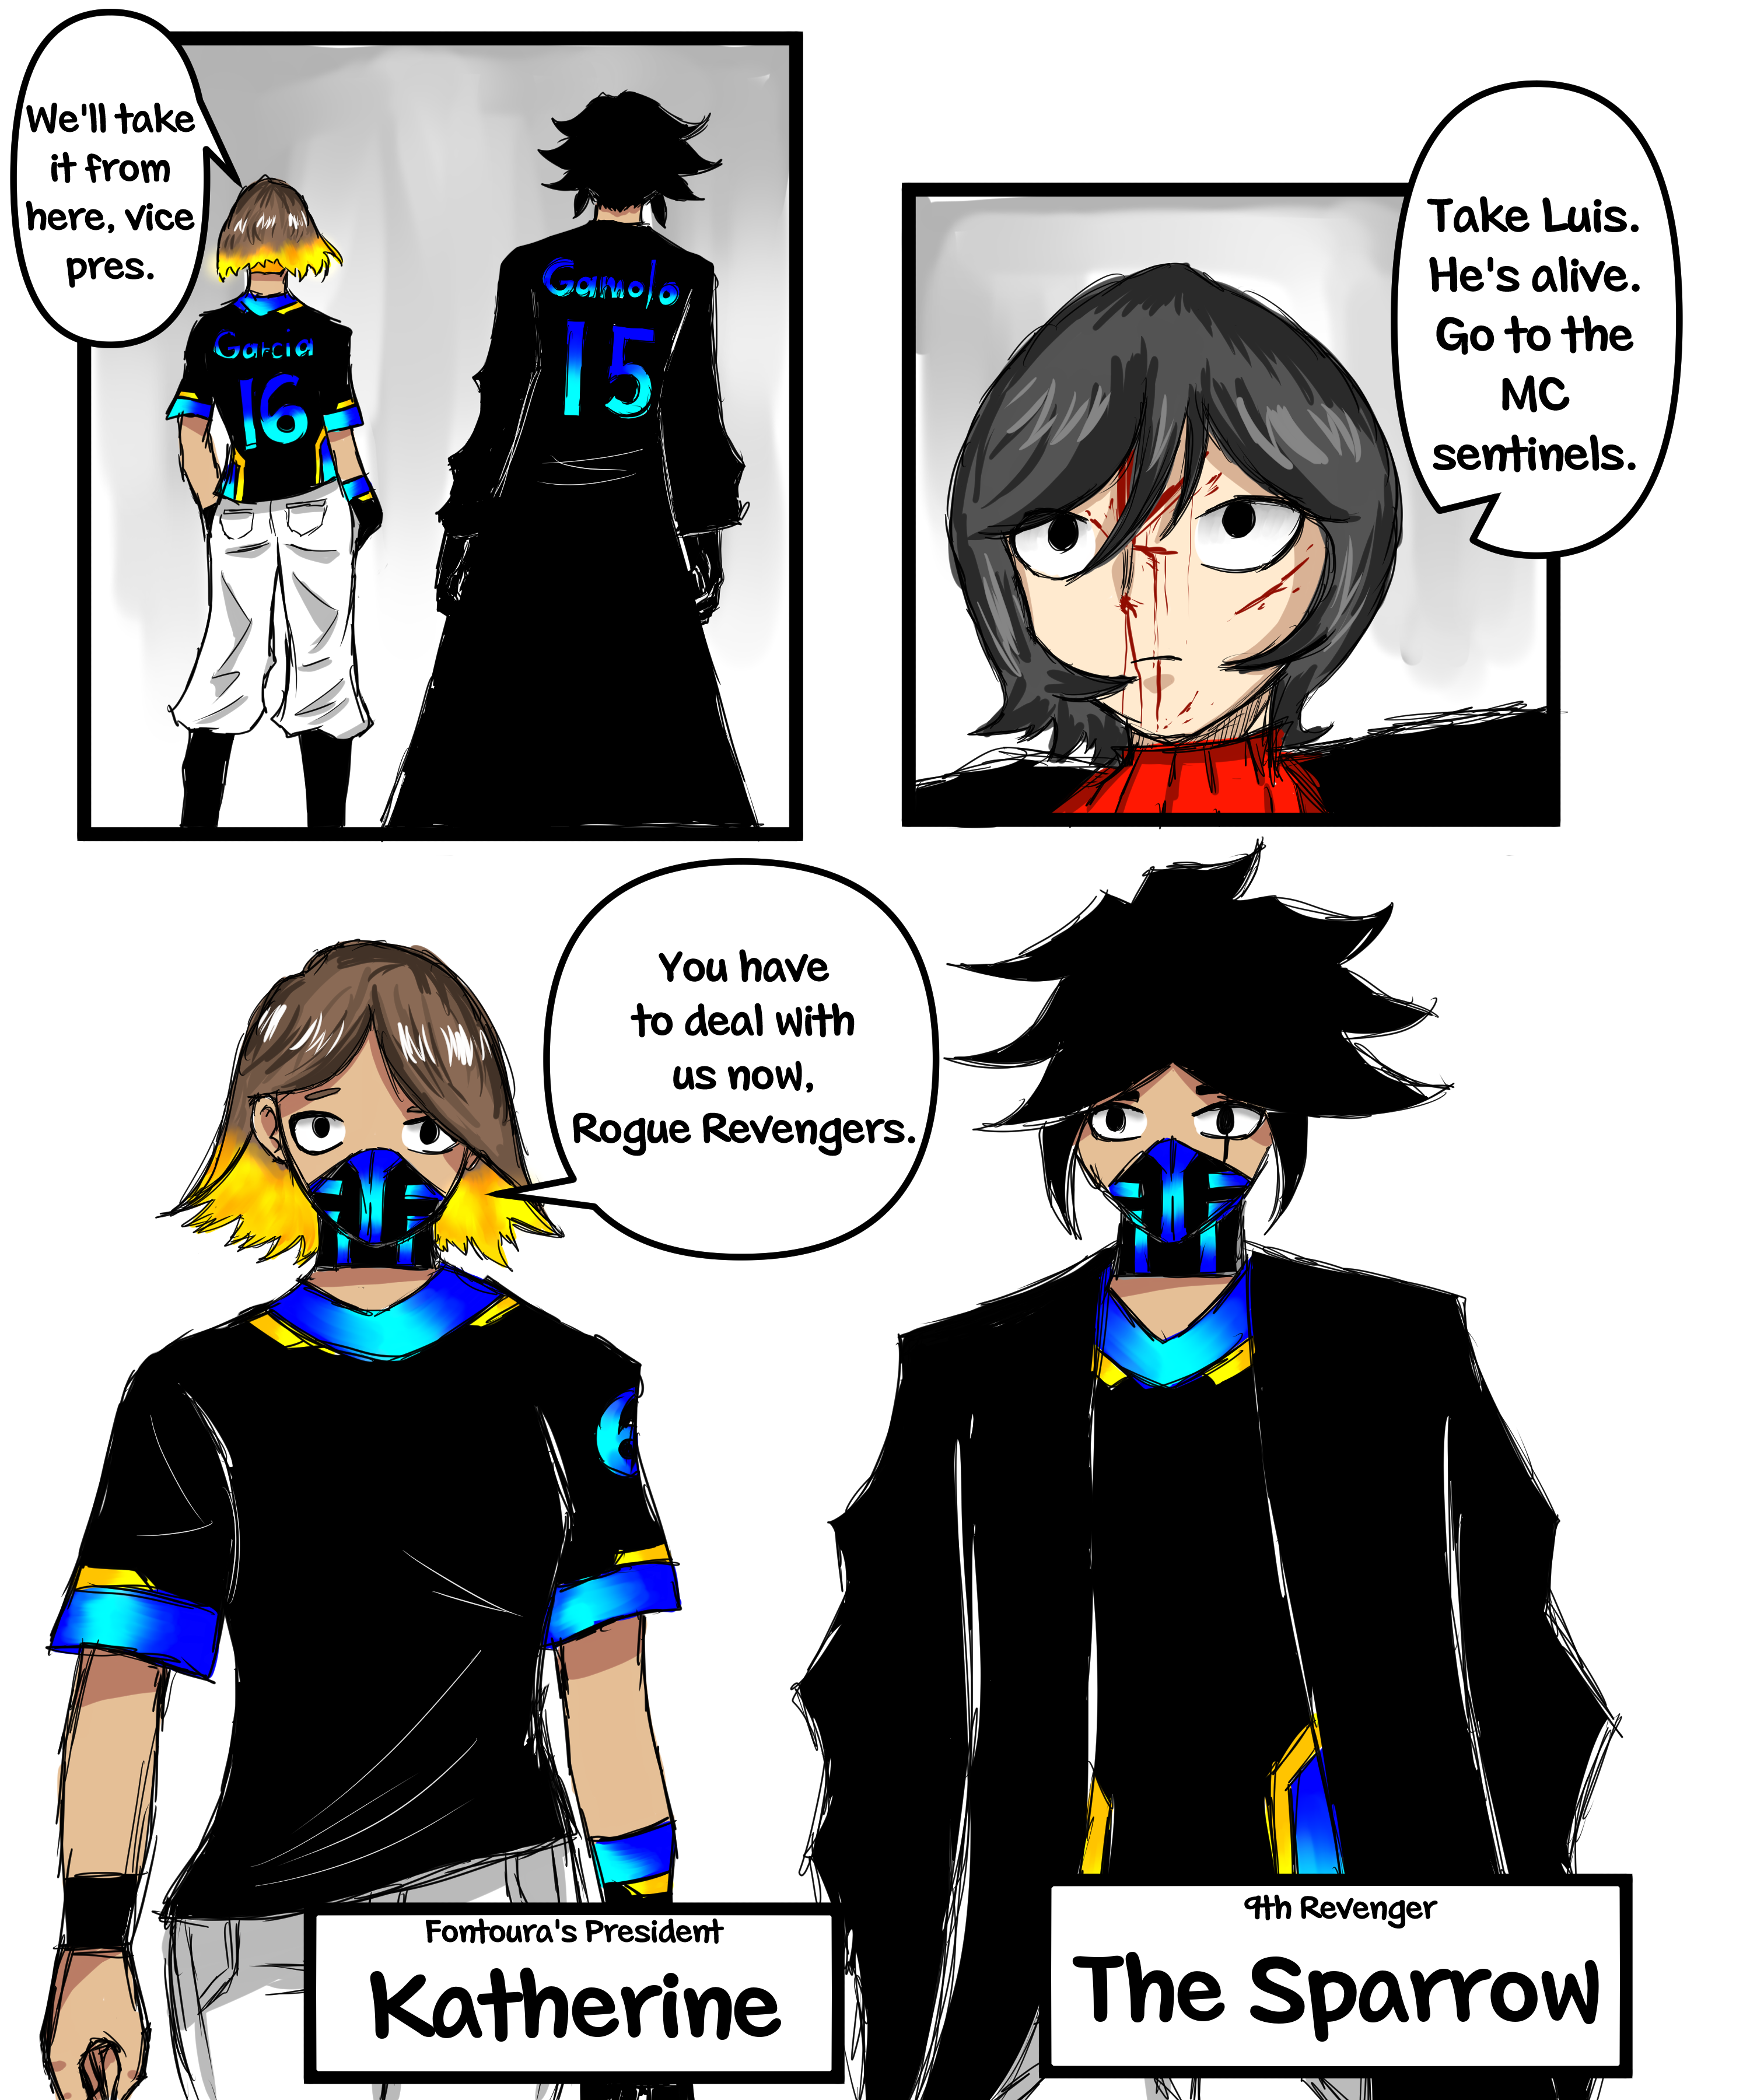 We'll take
it from
here, vice
pres.
Garcia
16
Gamolo
15
Take Luis.
He's alive.
Go to the
MC
sentinels.
You have
to deal with
us now,
Rogue Revengers.
6
Fontoura's President
Katherine
9th Revenger
The Sparrow